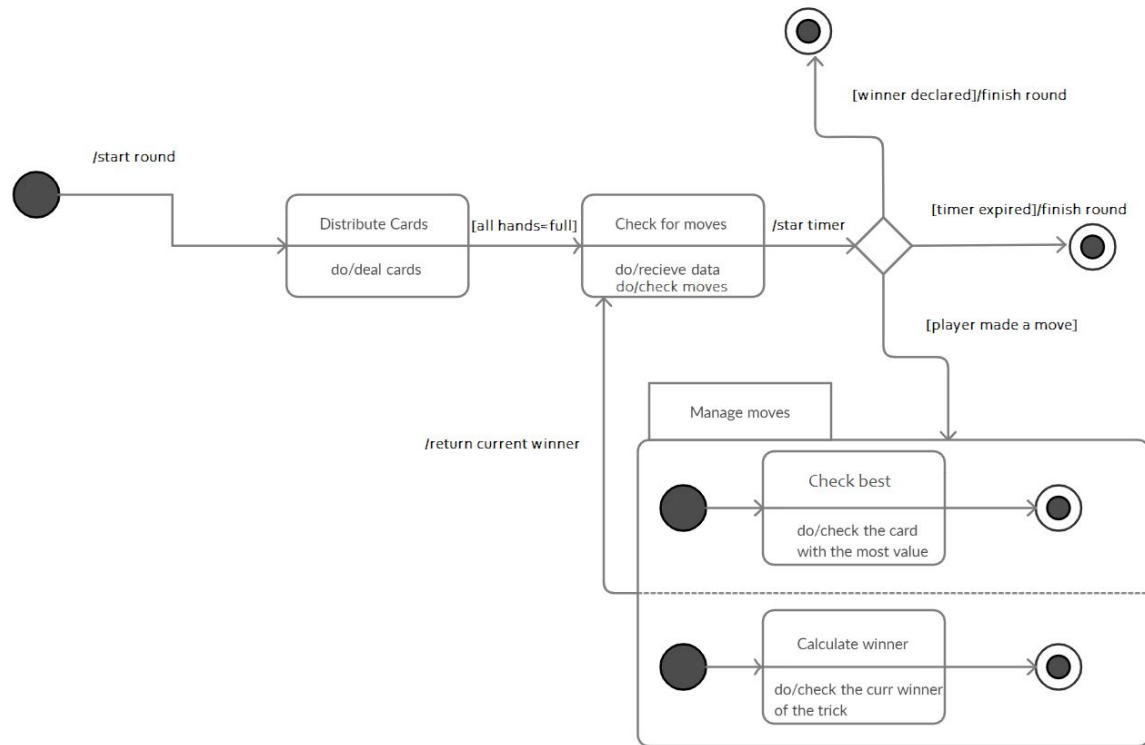 [winner declared]/finish round
/start round
[timer expired]/finish round
Distribute Cards
[all hands=full]
Check for moves
/star timer
do/deal cards
do/recieve data
do/check moves
[player made a move]
Manage moves
/return current winner
Check best
do/check the card
with the most value
Calculate winner
do/check the curr winner
of the trick